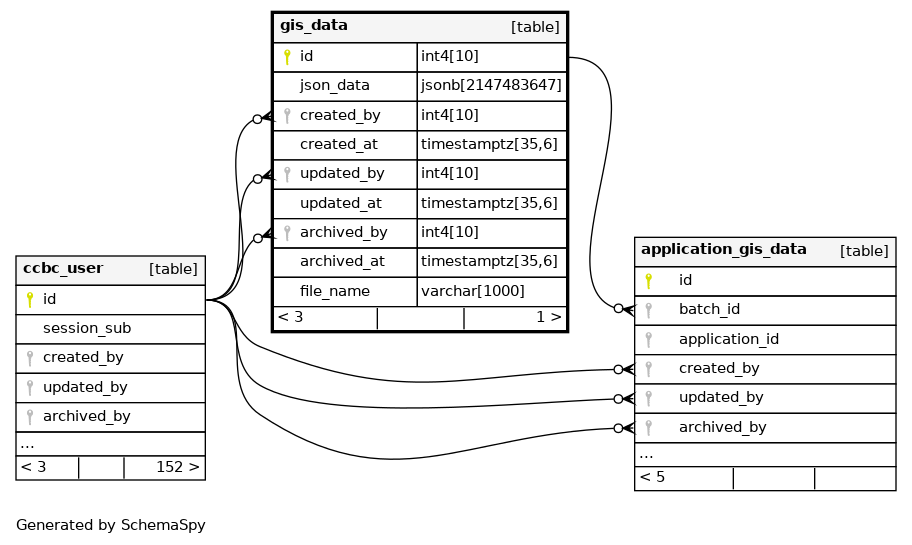 gis_data [table]
id int4[10]
json_data jsonb[2147483647]
created_by int4[10]
created_at timestamptz[35,6]
updated_by int4[10]
updated_at timestamptz[35,6]
archived_by int4[10]
archived_at timestamptz[35,6]
file_name varchar[1000]
< 3 1 >
ccbc_user [table]
id
session_sub
created_by
updated_by
archived_by
...
< 3 152 >
application_gis_data [table]
id
batch_id
application_id
created_by
updated_by
archived_by
...
< 5
Generated by SchemaSpy